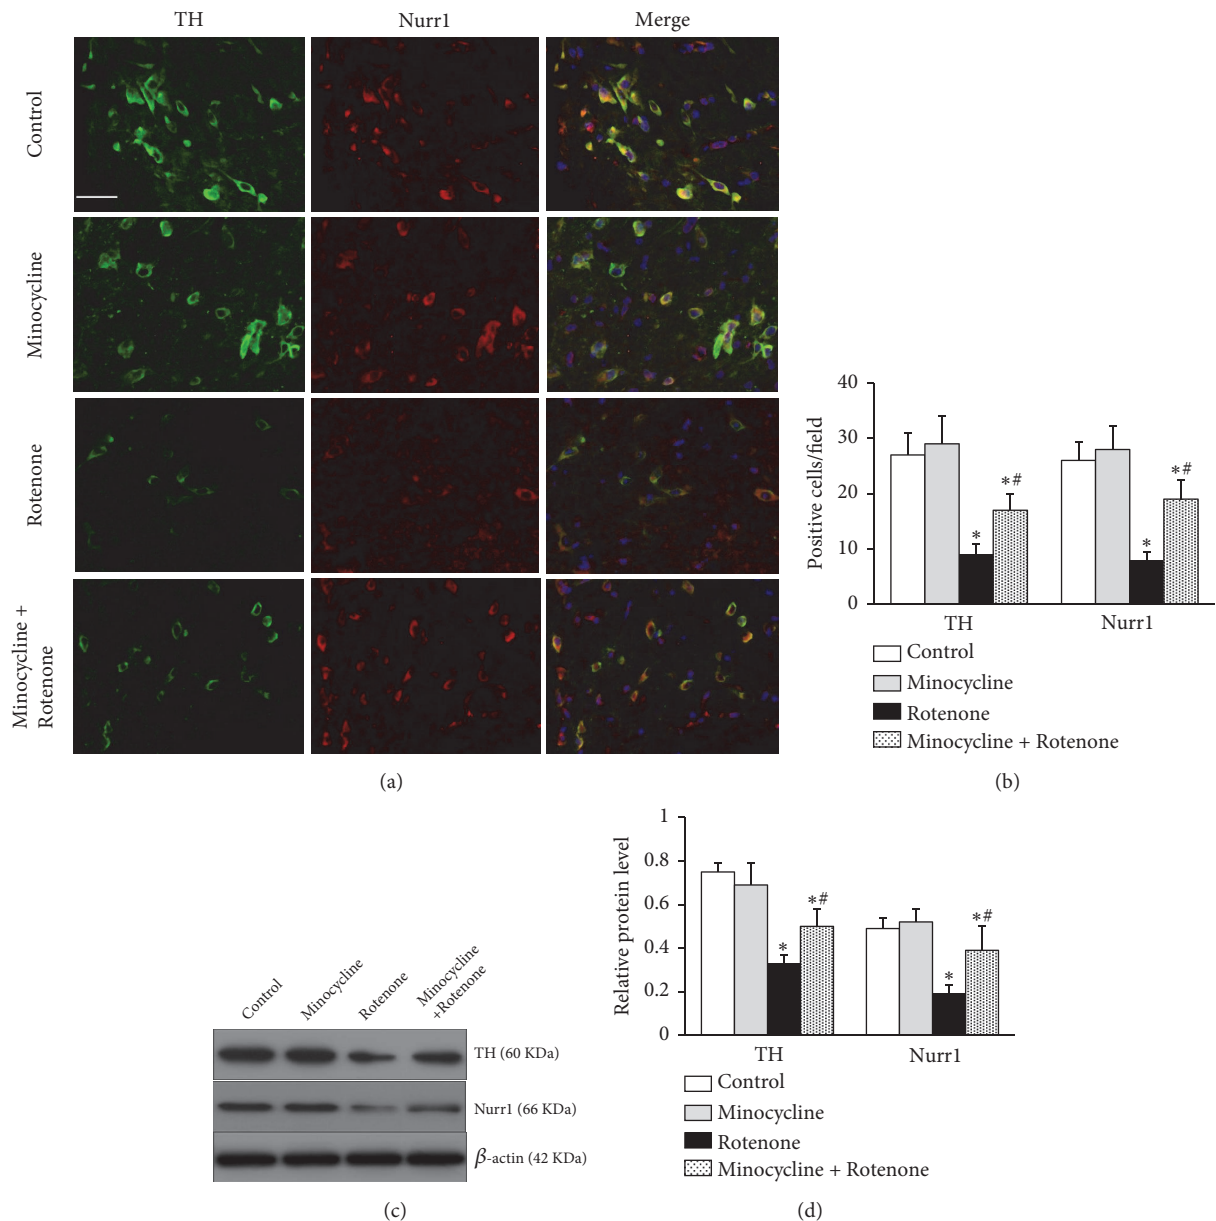 TH
Nurr1
Merge
Control
Minocycline
Rotenone
Minocycline +
Rotenone
(a)
Positive cells/field
40
30
20
10
0
*
*#
*
*#
TH
Nurr1
Control
Minocycline
Rotenone
Minocycline + Rotenone
(b)
Control
Minocycline
Rotenone
Minocycline
+Rotenone
TH (60 KDa)
Nurr1 (66 KDa)
β-actin (42 KDa)
(c)
Relative protein level
1
0.8
0.6
0.4
0.2
0
*
*#
*
*#
TH
Nurr1
Control
Minocycline
Rotenone
Minocycline + Rotenone
(d)